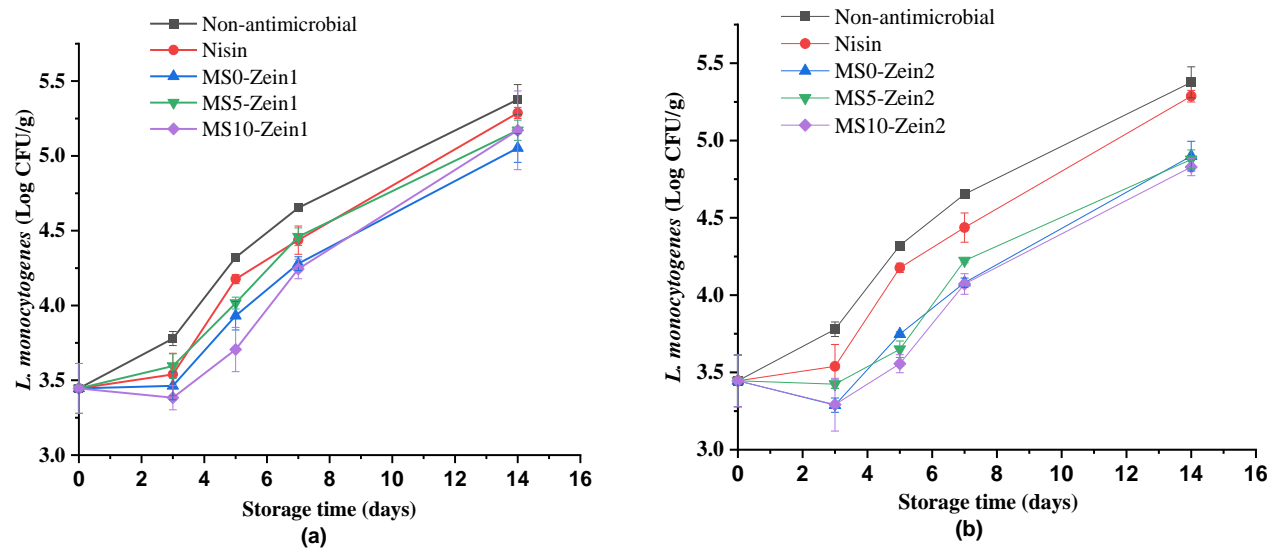 Non-antimicrobial
Nisin
MS0-Zein1
MS5-Zein1
MS10-Zein1
5.5
5.0
4.5
4.0
3.5
3.0
L. monocytogenes (Log CFU/g)
0 2 4 6 8 10 12 14 16
Storage time (days)
(a)
Non-antimicrobial
Nisin
MS0-Zein2
MS5-Zein2
MS10-Zein2
5.5
5.0
4.5
4.0
3.5
3.0
L. monocytogenes (Log CFU/g)
0 2 4 6 8 10 12 14 16
Storage time (days)
(b)